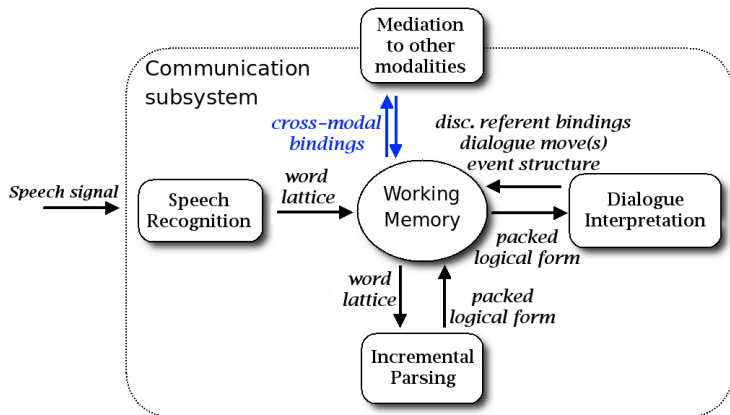 Mediation
to other
modalities
Communication
subsystem
cross-modal
bindings
disc. referent bindings
dialogue move(s)
event structure
Speech signal
Speech
Recognition
word
lattice
Working
Memory
Dialogue
Interpretation
packed
logical form
word
lattice
packed
logical form
Incremental
Parsing